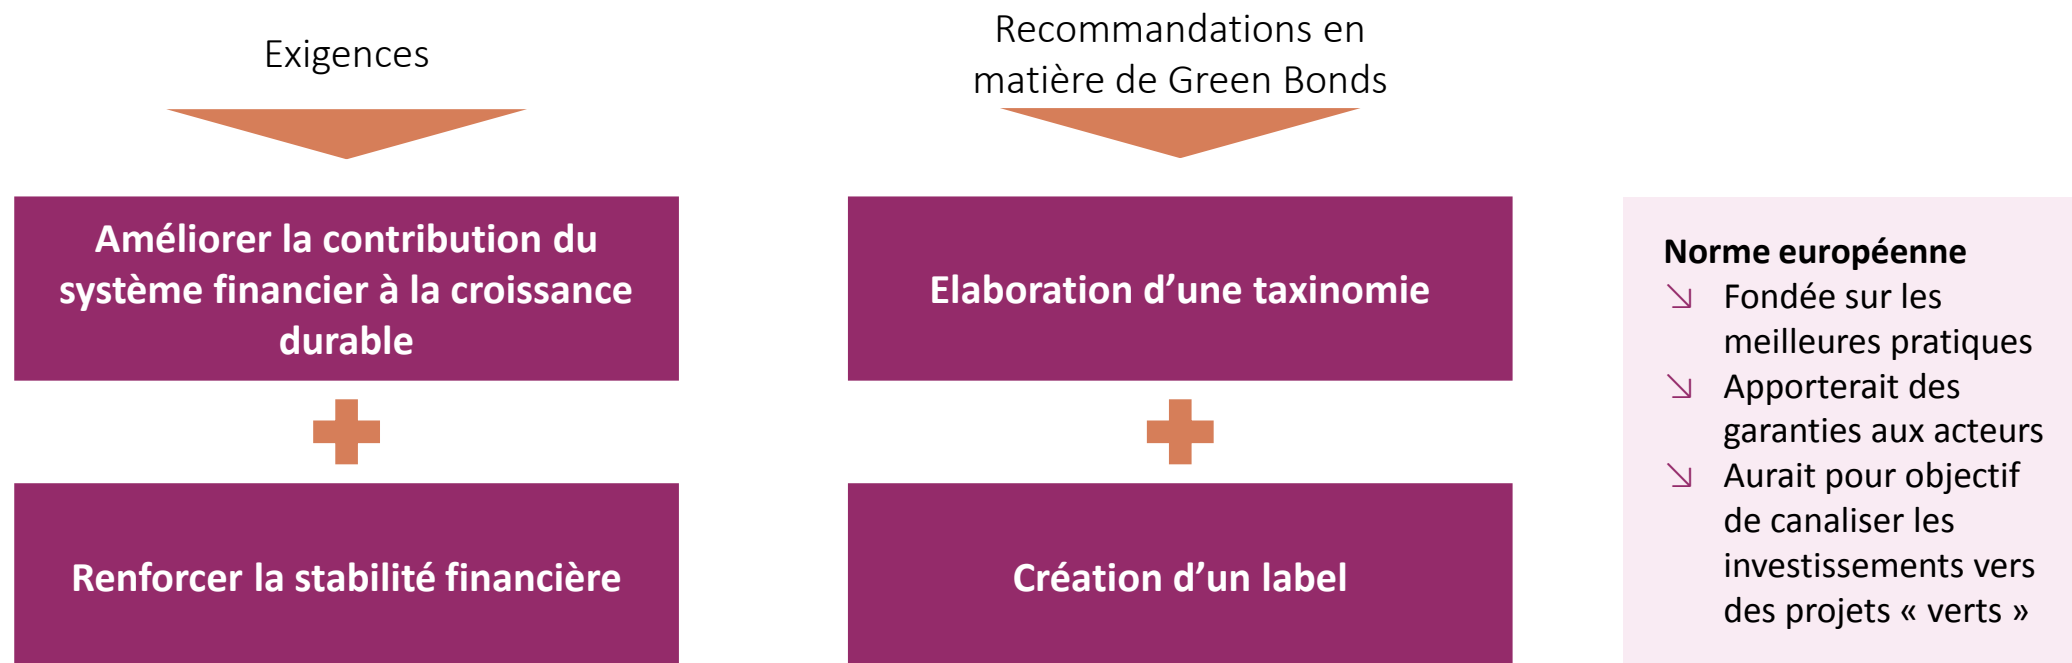 Exigences
Améliorer la contribution du
système financier à la croissance
durable
Renforcer la stabilité financière
Recommandations en
matière de Green Bonds
Elaboration d’une taxinomie
Création d’un label
Norme européenne
Fondée sur les
meilleures pratiques
Apporterait des
garanties aux acteurs
Aurait pour objectif
de canaliser les
investissements vers
des projets « verts »